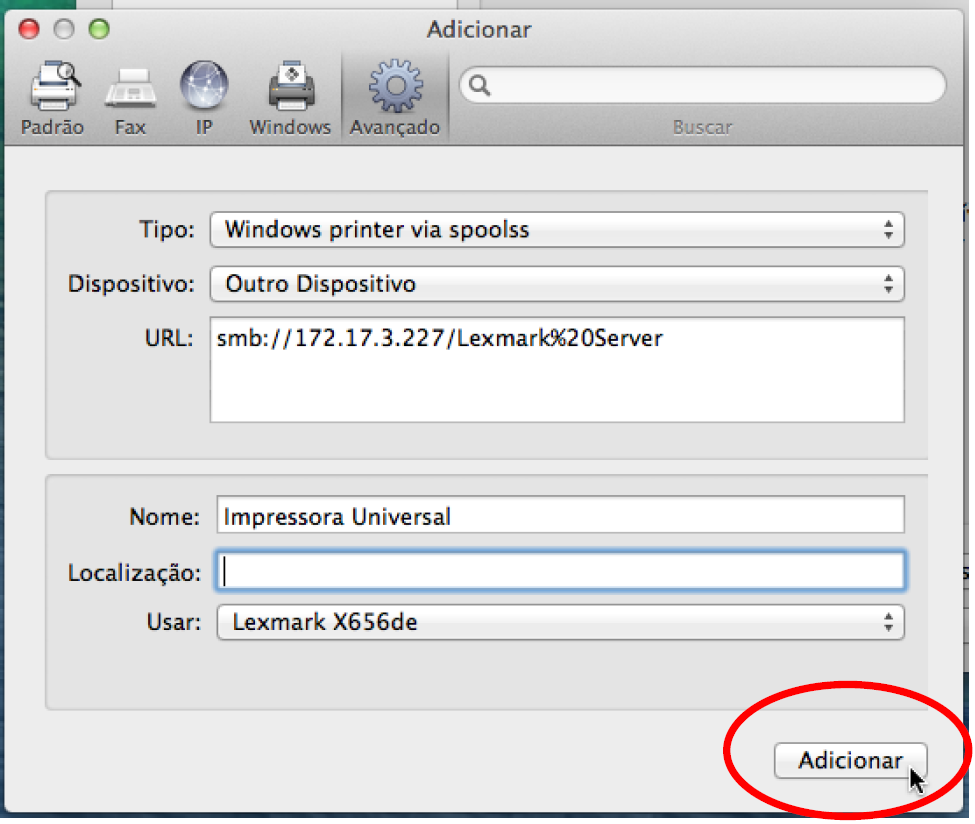 Adicionar
Padrão Fax IP Windows Avançado Buscar
Tipo: Windows printer via spoolss
Dispositivo: Outro Dispositivo
URL: smb://172.17.3.227/Lexmark%20Server
Nome: Impressora Universal
Localização:
Usar: Lexmark X656de
Adicionar